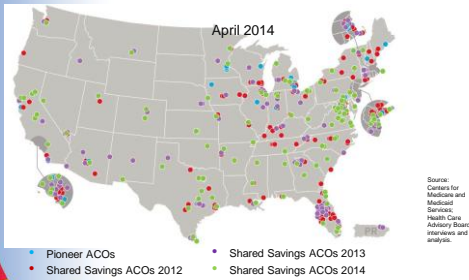 April 2014
PR
Source:
Centers for
Medicare and
Medicaid
Services;
Health Care
Advisory Board
interviews and
analysis.
Pioneer ACOs
Shared Savings ACOs 2013
Shared Savings ACOs 2012
Shared Savings ACOs 2014